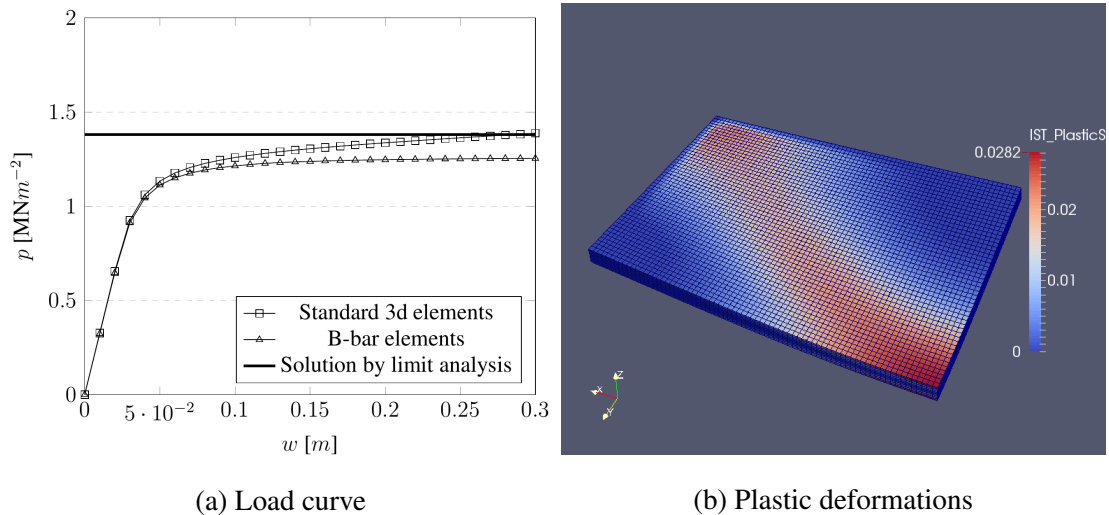 2
1.5
1
0.5
0
0
5 · 10⁻²
0.1
0.15
0.2
0.25
0.3
p [MNm⁻²]
w [m]
Standard 3d elements
B-bar elements
Solution by limit analysis
IST_PlasticS
0.0282
0.02
0.01
0
X
Y
Z
(a) Load curve
(b) Plastic deformations